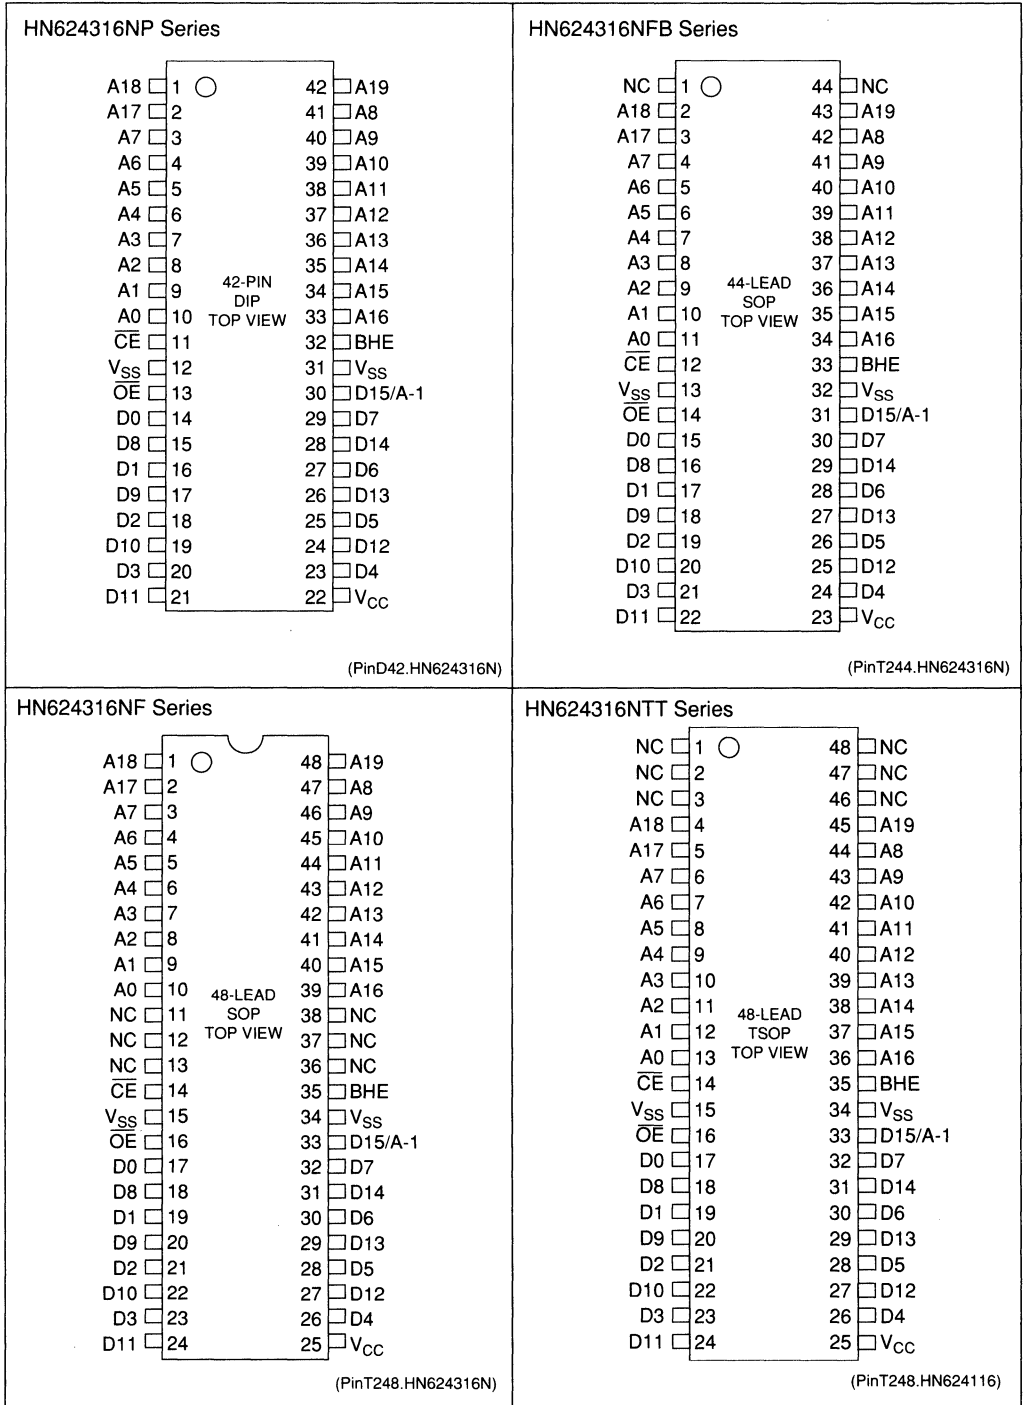 HN624316NP Series
A18 1 42 A19
A17 2 41 A8
A7 3 40 A9
A6 4 39 A10
A5 5 38 A11
A4 6 37 A12
A3 7 36 A13
A2 8 35 A14
A1 9 42-PIN 34 A15
DIP
A0 10 TOP VIEW 33 A16
CE 11 32 BHE
VSS 12 31 VSS
OE 13 30 D15/A-1
D0 14 29 D7
D8 15 28 D14
D1 16 27 D6
D9 17 26 D13
D2 18 25 D5
D10 19 24 D12
D3 20 23 D4
D11 21 22 VCC
(PinD42.HN624316N)
HN624316NFB Series
NC 1 44 NC
A18 2 43 A19
A17 3 42 A8
A7 4 41 A9
A6 5 40 A10
A5 6 39 A11
A4 7 38 A12
A3 8 37 A13
A2 9 44-LEAD 36 A14
SOP
A1 10 TOP VIEW 35 A15
A0 11 34 A16
CE 12 33 BHE
VSS 13 32 VSS
OE 14 31 D15/A-1
D0 15 30 D7
D8 16 29 D14
D1 17 28 D6
D9 18 27 D13
D2 19 26 D5
D10 20 25 D12
D3 21 24 D4
D11 22 23 VCC
(PinT244.HN624316N)
HN624316NF Series
A18 1 48 A19
A17 2 47 A8
A7 3 46 A9
A6 4 45 A10
A5 5 44 A11
A4 6 43 A12
A3 7 42 A13
A2 8 41 A14
A1 9 40 A15
A0 10 48-LEAD 39 A16
NC 11 SOP 38 NC
NC 12 TOP VIEW 37 NC
NC 13 36 NC
CE 14 35 BHE
VSS 15 34 VSS
OE 16 33 D15/A-1
D0 17 32 D7
D8 18 31 D14
D1 19 30 D6
D9 20 29 D13
D2 21 28 D5
D10 22 27 D12
D3 23 26 D4
D11 24 25 VCC
(PinT248.HN624316N)
HN624316NTT Series
NC 1 48 NC
NC 2 47 NC
NC 3 46 NC
A18 4 45 A19
A17 5 44 A8
A7 6 43 A9
A6 7 42 A10
A5 8 41 A11
A4 9 40 A12
A3 10 39 A13
A2 11 48-LEAD 38 A14
A1 12 TSOP 37 A15
A0 13 TOP VIEW 36 A16
CE 14 35 BHE
VSS 15 34 VSS
OE 16 33 D15/A-1
D0 17 32 D7
D8 18 31 D14
D1 19 30 D6
D9 20 29 D13
D2 21 28 D5
D10 22 27 D12
D3 23 26 D4
D11 24 25 VCC
(PinT248.HN624116)